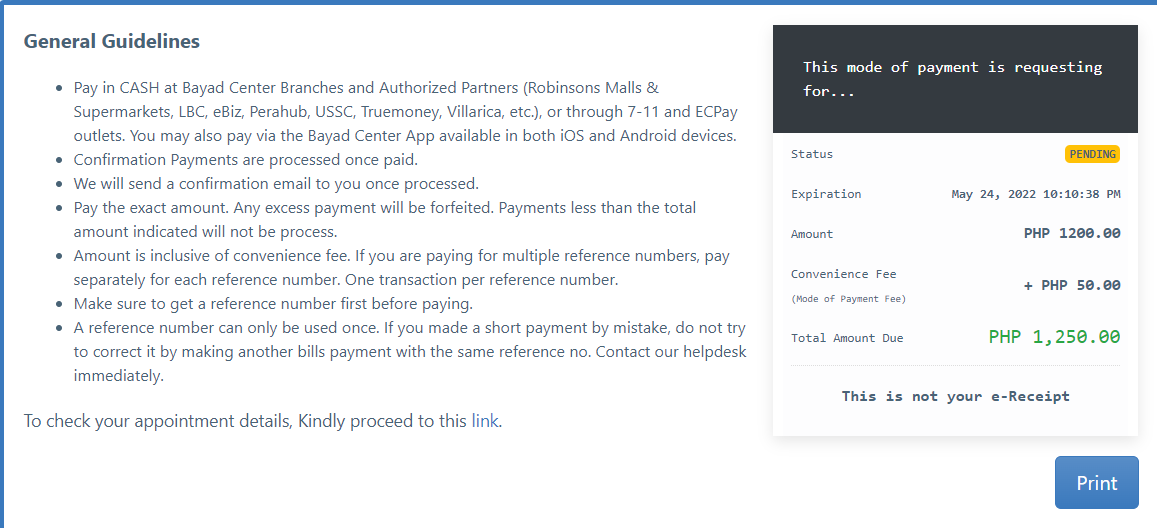 General Guidelines
Pay in CASH at Bayad Center Branches and Authorized Partners (Robinsons Malls &
Supermarkets, LBC, eBiz, Perahub, USSC, Truemoney, Villarica, etc.), or through 7-11 and ECPay
outlets. You may also pay via the Bayad Center App available in both iOS and Android devices.
Confirmation Payments are processed once paid.
We will send a confirmation email to you once processed.
Pay the exact amount. Any excess payment will be forfeited. Payments less than the total
amount indicated will not be process.
Amount is inclusive of convenience fee. If you are paying for multiple reference numbers, pay
separately for each reference number. One transaction per reference number.
Make sure to get a reference number first before paying.
A reference number can only be used once. If you made a short payment by mistake, do not try
to correct it by making another bills payment with the same reference no. Contact our helpdesk
immediately.
To check your appointment details, Kindly proceed to this link.
This mode of payment is requesting
for...
Status PENDING
Expiration May 24, 2022 10:10:38 PM
Amount PHP 1200.00
Convenience Fee
(Mode of Payment Fee) + PHP 50.00
Total Amount Due PHP 1,250.00
This is not your e-Receipt
Print